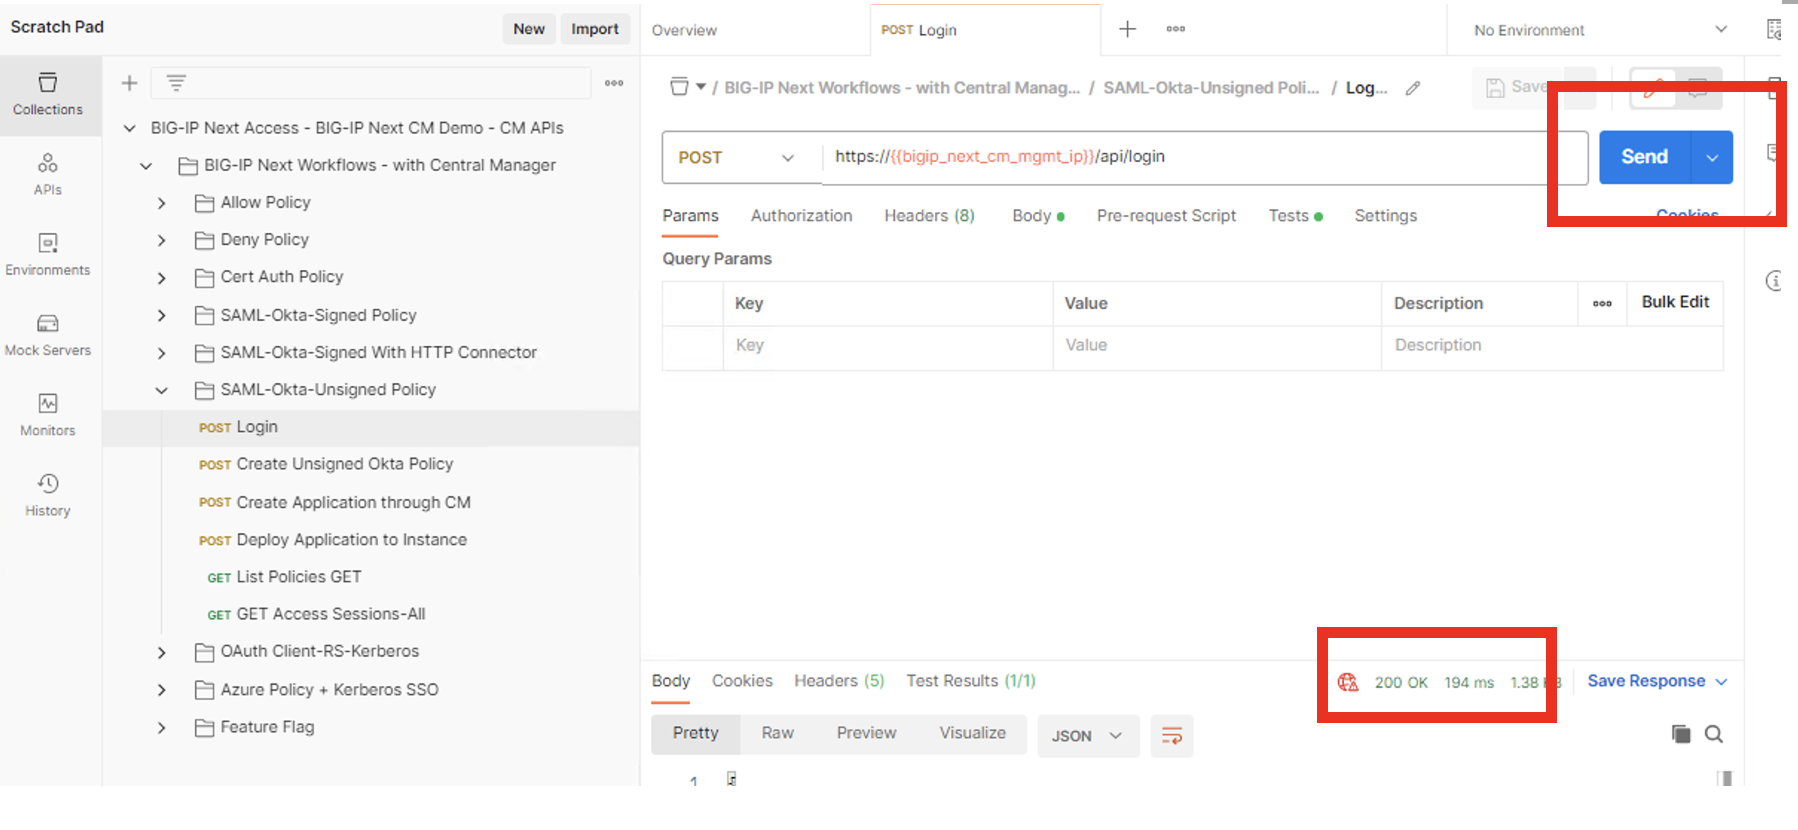 Scratch Pad
New
Import
Overview
POST Login
No Environment
Collections
APIs
Environments
Mock Servers
Monitors
History
BIG-IP Next Access - BIG-IP Next CM Demo - CM APIs
BIG-IP Next Workflows - with Central Manager
Allow Policy
Deny Policy
Cert Auth Policy
SAML-Okta-Signed Policy
SAML-Okta-Signed With HTTP Connector
SAML-Okta-Unsigned Policy
POST Login
POST Create Unsigned Okta Policy
POST Create Application through CM
POST Deploy Application to Instance
GET List Policies GET
GET GET Access Sessions-All
OAuth Client-RS-Kerberos
Azure Policy + Kerberos SSO
Feature Flag
/ BIG-IP Next Workflows - with Central Manag... / SAML-Okta-Unsigned Poli... / Log...
Save
POST
https://{{bigip_next_cm_mgmt_ip}}/api/login
Send
Params Authorization Headers (8) Body Pre-request Script Tests Settings
Cookies
Query Params
Key Value Description Bulk Edit
Key Value Description
Body Cookies Headers (5) Test Results (1/1)
200 OK 194 ms 1.38
Save Response
Pretty Raw Preview Visualize JSON
1